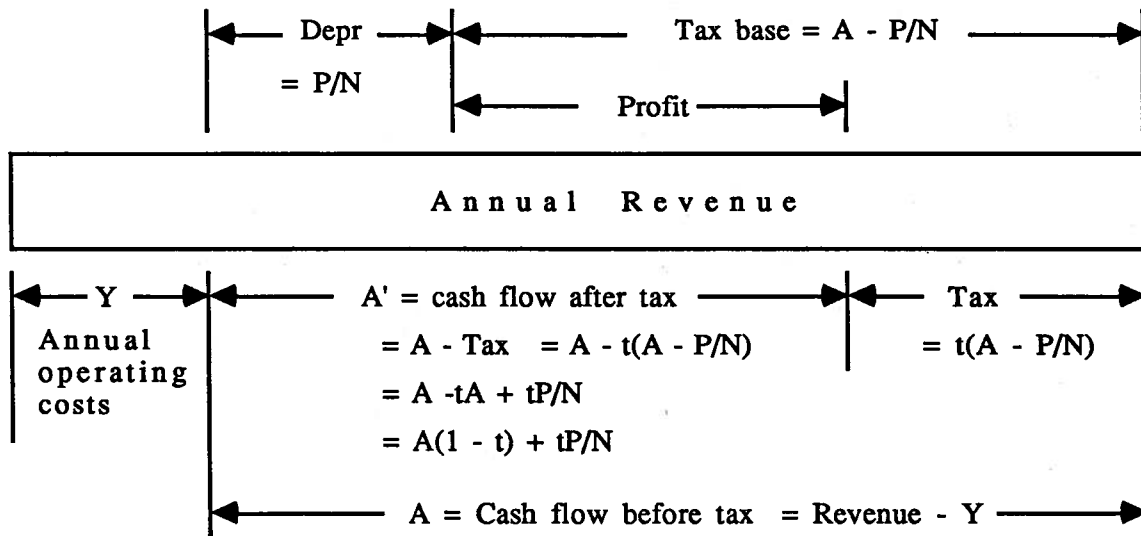 Depr
= P/N
Tax base = A - P/N
Profit
Annual Revenue
Y
Annual
operating
costs
A' = cash flow after tax
= A - Tax = A - t(A - P/N)
= A -tA + tP/N
= A(1 - t) + tP/N
Tax
= t(A - P/N)
A = Cash flow before tax = Revenue - Y